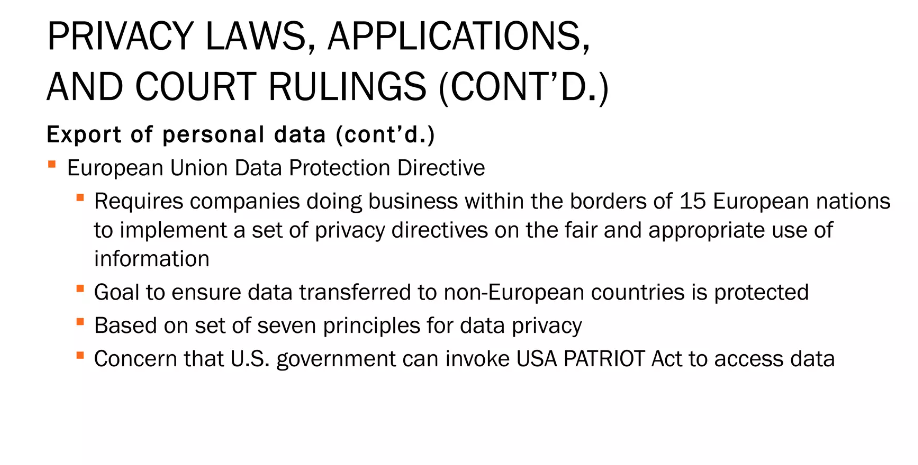 PRIVACY LAWS, APPLICATIONS,
AND COURT RULINGS (CONT’D.)
Export of personal data (cont’d.)
European Union Data Protection Directive
Requires companies doing business within the borders of 15 European nations
to implement a set of privacy directives on the fair and appropriate use of
information
Goal to ensure data transferred to non-European countries is protected
Based on set of seven principles for data privacy
Concern that U.S. government can invoke USA PATRIOT Act to access data